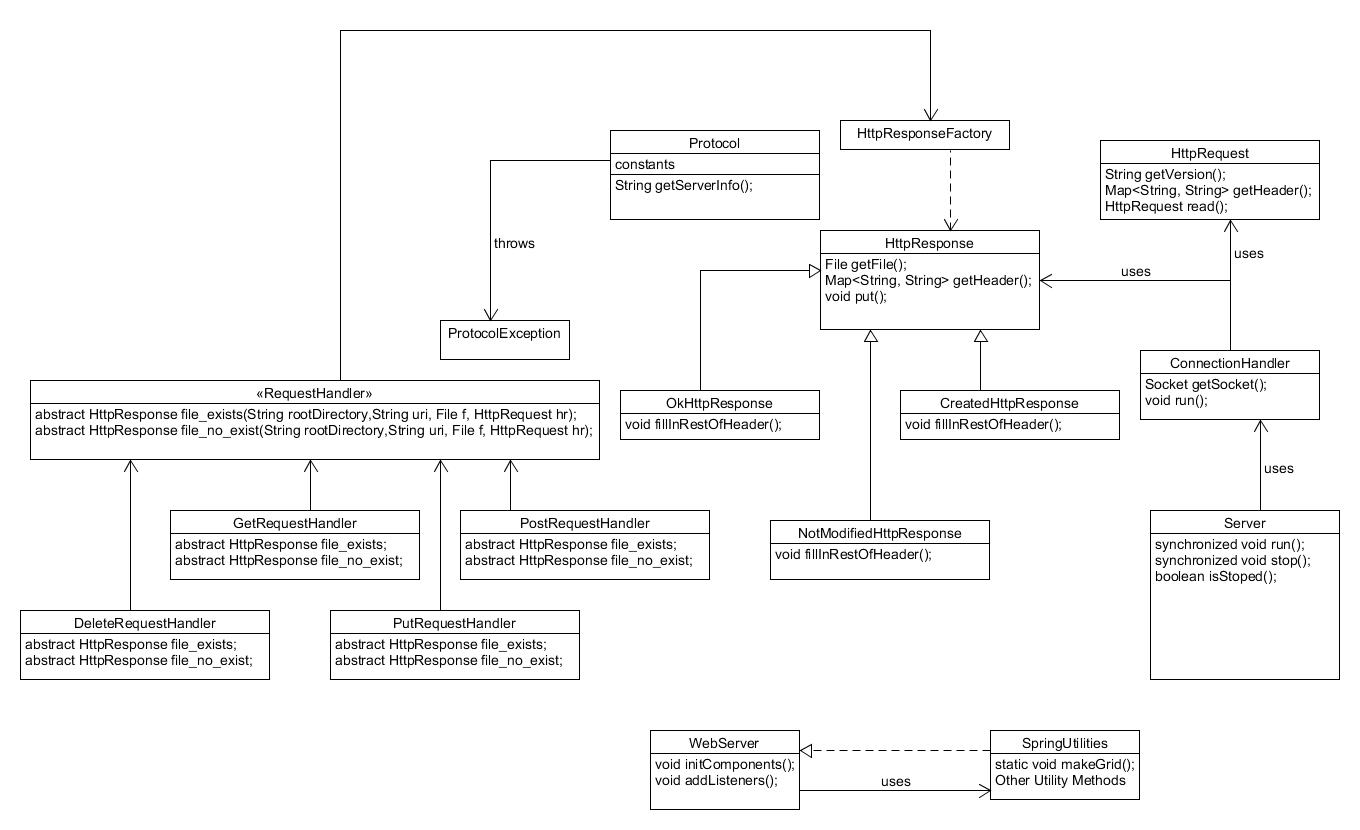 HttpResponseFactory
Protocol
constants
String getServerInfo();
HttpRequest
String getVersion();
Map<String, String> getHeader();
HttpRequest read();
throws
HttpResponse
File getFile();
Map<String, String> getHeader();
void put();
uses
uses
ProtocolException
ConnectionHandler
Socket getSocket();
void run();
«RequestHandler»
abstract HttpResponse file_exists(String rootDirectory,String uri, File f, HttpRequest hr);
abstract HttpResponse file_no_exist(String rootDirectory,String uri, File f, HttpRequest hr);
OkHttpResponse
void fillInRestOfHeader();
CreatedHttpResponse
void fillInRestOfHeader();
uses
GetRequestHandler
abstract HttpResponse file_exists;
abstract HttpResponse file_no_exist;
PostRequestHandler
abstract HttpResponse file_exists;
abstract HttpResponse file_no_exist;
NotModifiedHttpResponse
void fillInRestOfHeader();
Server
synchronized void run();
synchronized void stop();
boolean isStoped();
DeleteRequestHandler
abstract HttpResponse file_exists;
abstract HttpResponse file_no_exist;
PutRequestHandler
abstract HttpResponse file_exists;
abstract HttpResponse file_no_exist;
WebServer
void initComponents();
void addListeners();
uses
SpringUtilities
static void makeGrid();
Other Utility Methods